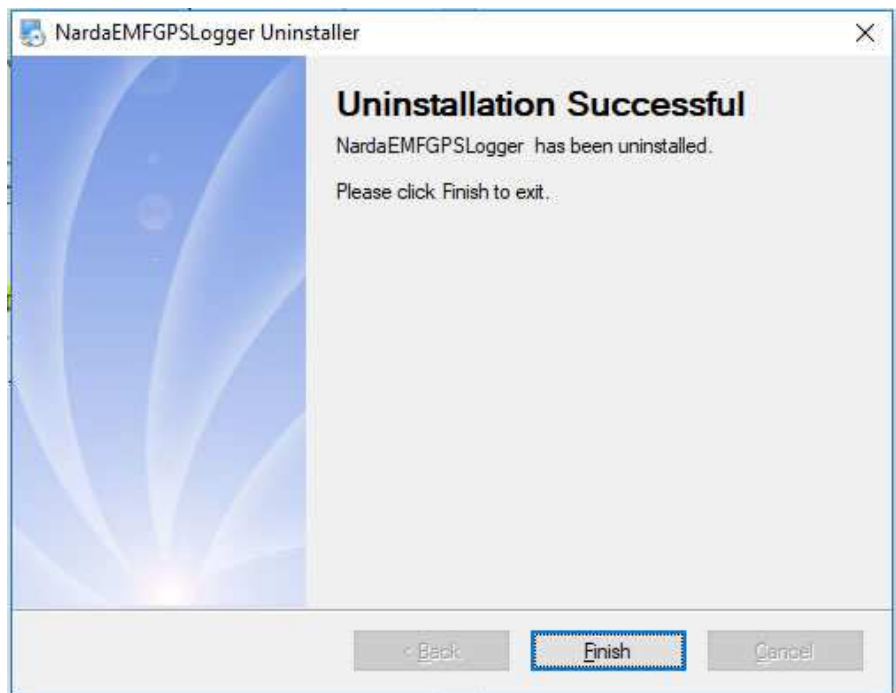 NardaEMFGPSLogger Uninstaller
Uninstallation Successful
NardaEMFGPSLogger has been uninstalled.
Please click Finish to exit.
< Back
Finish
Cancel